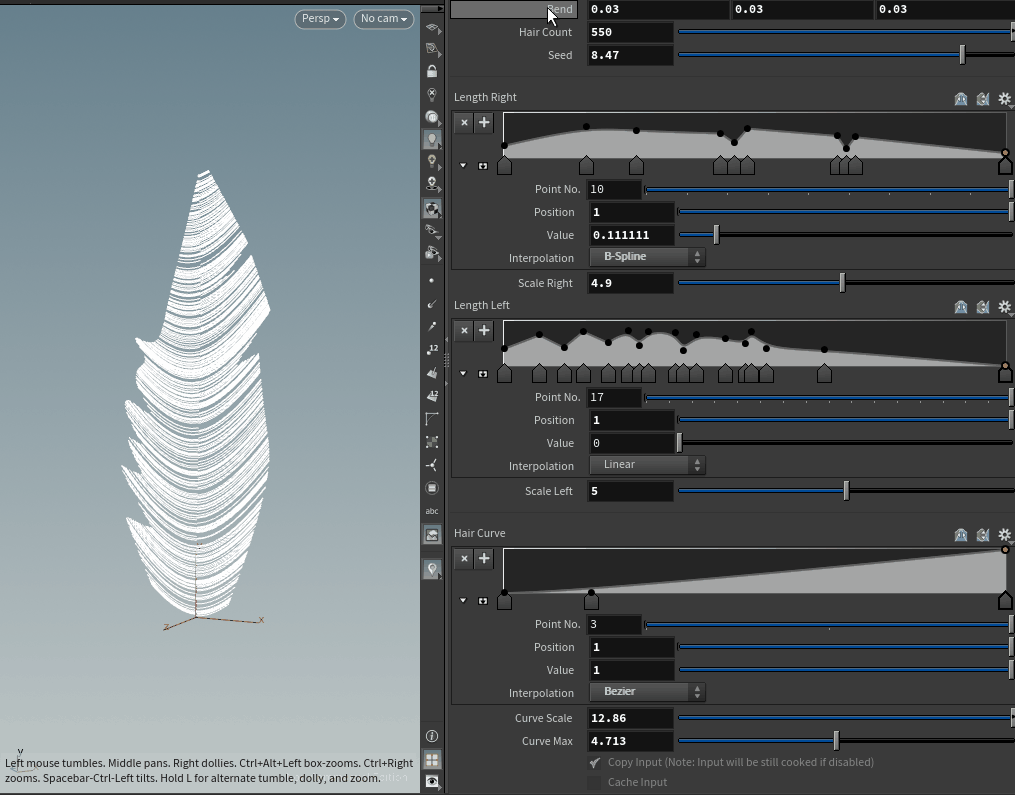 Persp No cam
Bend 0.03 0.03 0.03
Hair Count 550
Seed 8.47
Length Right
Point No. 10
Position 1
Value 0.111111
Interpolation B-Spline
Scale Right 4.9
Length Left
Point No. 17
Position 1
Value 0
Interpolation Linear
Scale Left 5
Hair Curve
Point No. 3
Position 1
Value 1
Interpolation Bezier
Curve Scale 12.86
Curve Max 4.713
Copy Input (Note: Input will be still cooked if disabled)
Cache Input
12
12
abc
z
x
y
Left mouse tumbles. Middle pans. Right dollies. Ctrl+Alt+Left box-zooms. Ctrl+Right
zooms. Spacebar-Ctrl-Left tilts. Hold L for alternate tumble, dolly, and zoom.